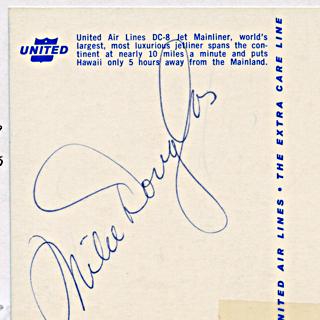 UNITED
United Air Lines DC-8 Jet Mainliner, world's
largest, most luxurious jetliner spans the con-
tinent at nearly 10 miles a minute and puts
Hawaii only 5 hours away from the Mainland.
Mike Douglas
NITED AIR LINES • THE EXTRA CARE LINE